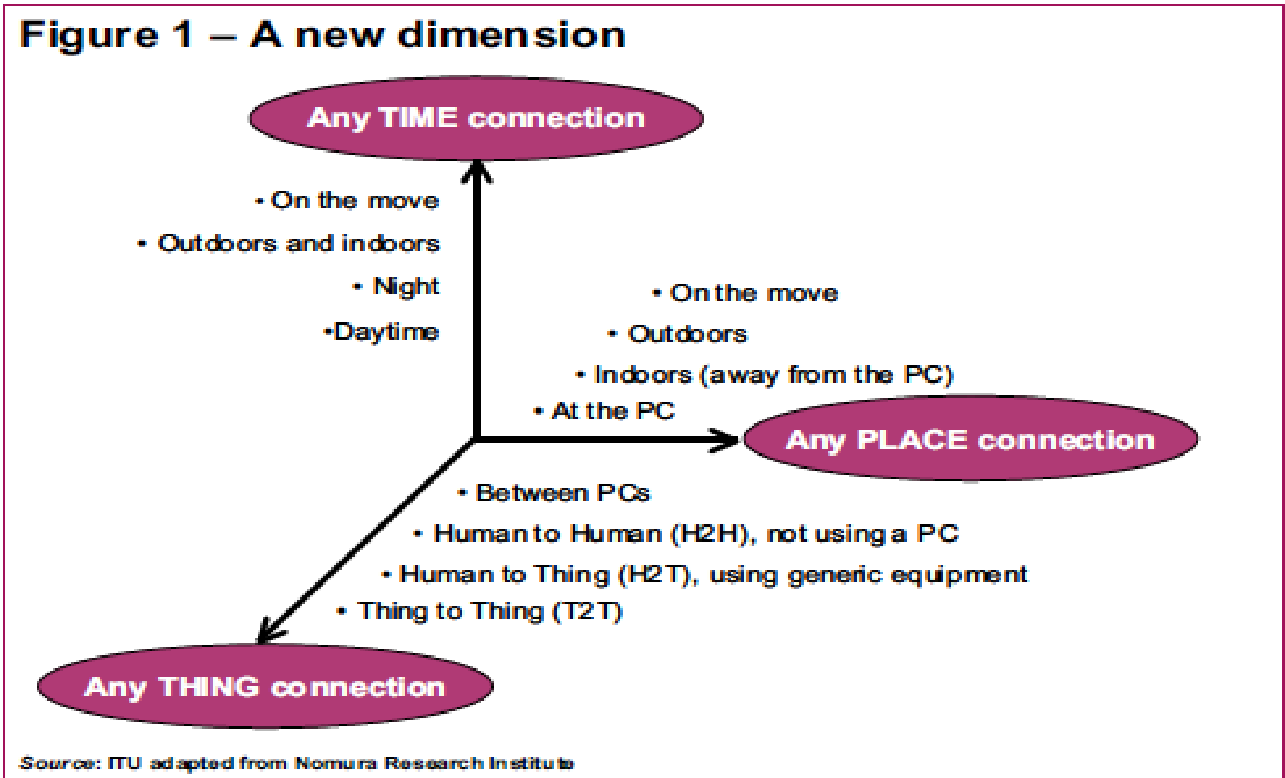 Figure 1 – A new dimension
Any TIME connection
• On the move
• Outdoors and indoors
• Night
•Daytime
• On the move
• Outdoors
• Indoors (away from the PC)
• At the PC
Any PLACE connection
• Between PCs
• Human to Human (H2H), not using a PC
• Human to Thing (H2T), using generic equipment
• Thing to Thing (T2T)
Any THING connection
Source: ITU adapted from Nomura Research Institute